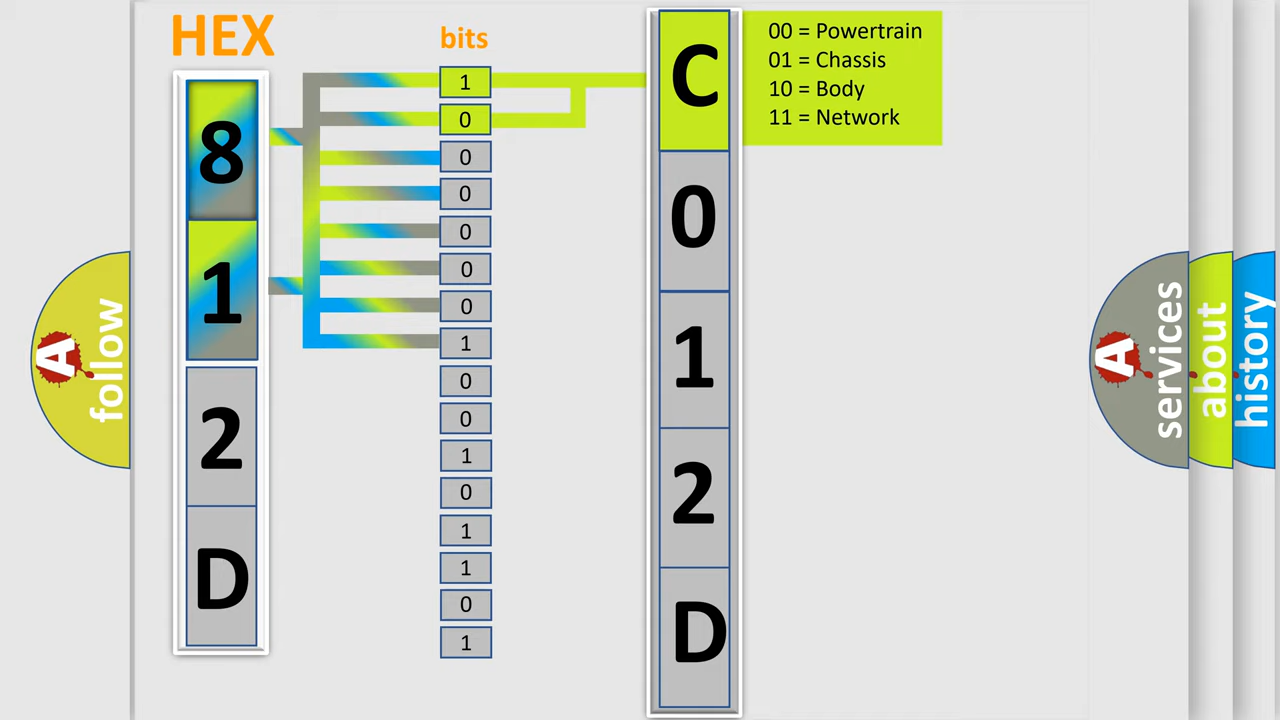 HEX
bits
8
1
2
D
1
0
0
0
0
0
0
1
0
0
1
0
1
1
0
1
C
0
1
2
D
00 = Powertrain
01 = Chassis
10 = Body
11 = Network
A
follow
A
services
about
history